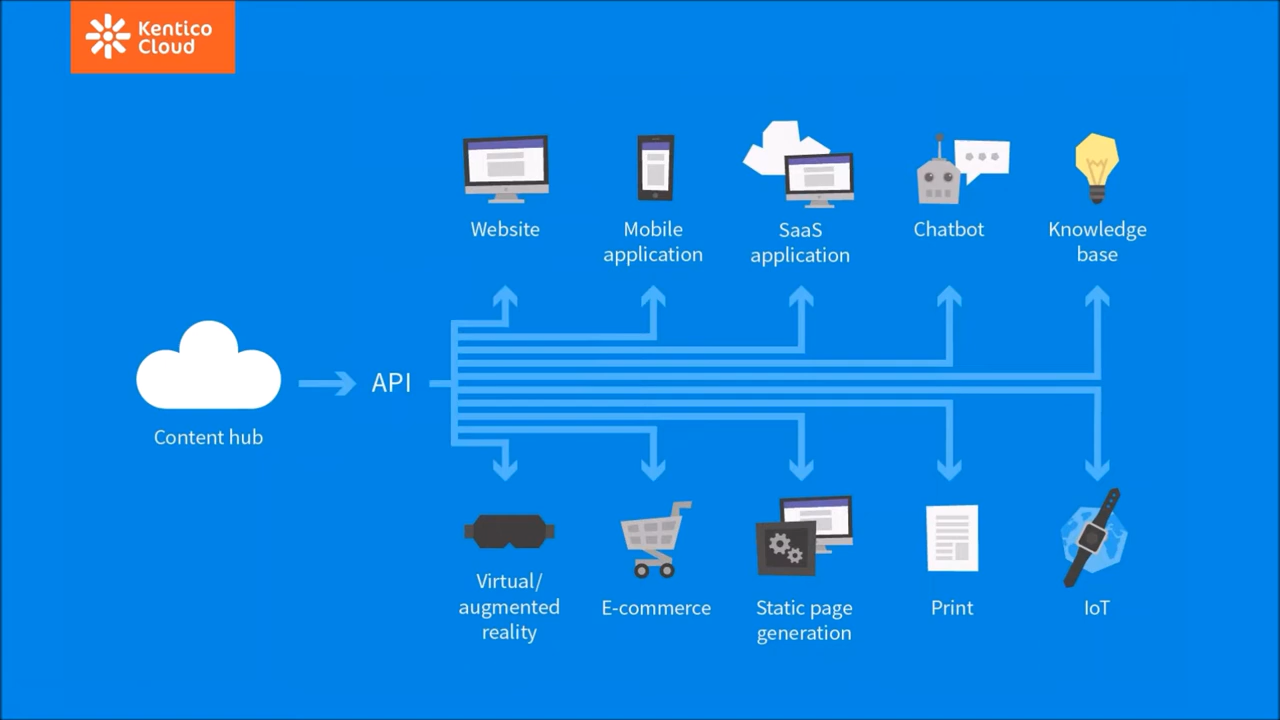 Kentico
Cloud
Website
Mobile
application
SaaS
application
Chatbot
Knowledge
base
API
Content hub
Virtual/
augmented
reality
E-commerce
Static page
generation
Print
IoT